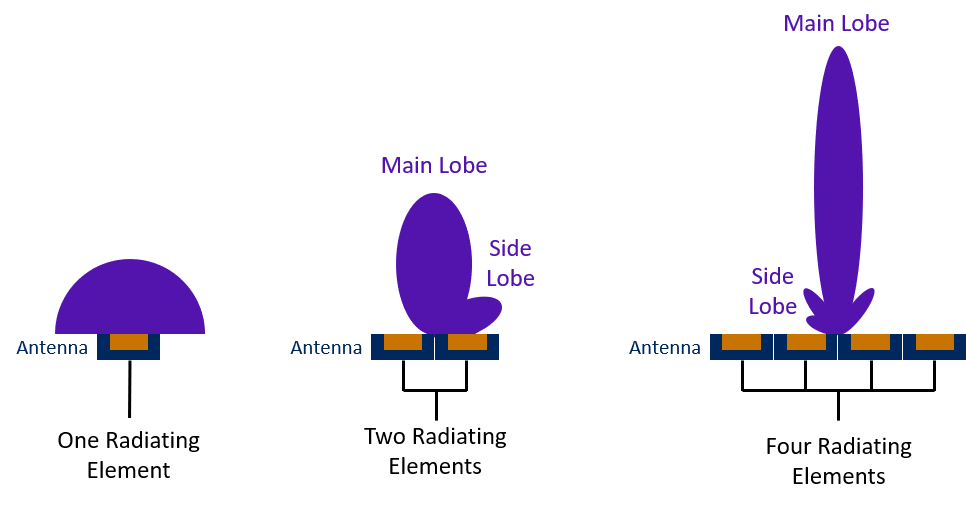 Main Lobe
Main Lobe
Side
Lobe
Side
Lobe
Antenna
Antenna
Antenna
One Radiating
Element
Two Radiating
Elements
Four Radiating
Elements